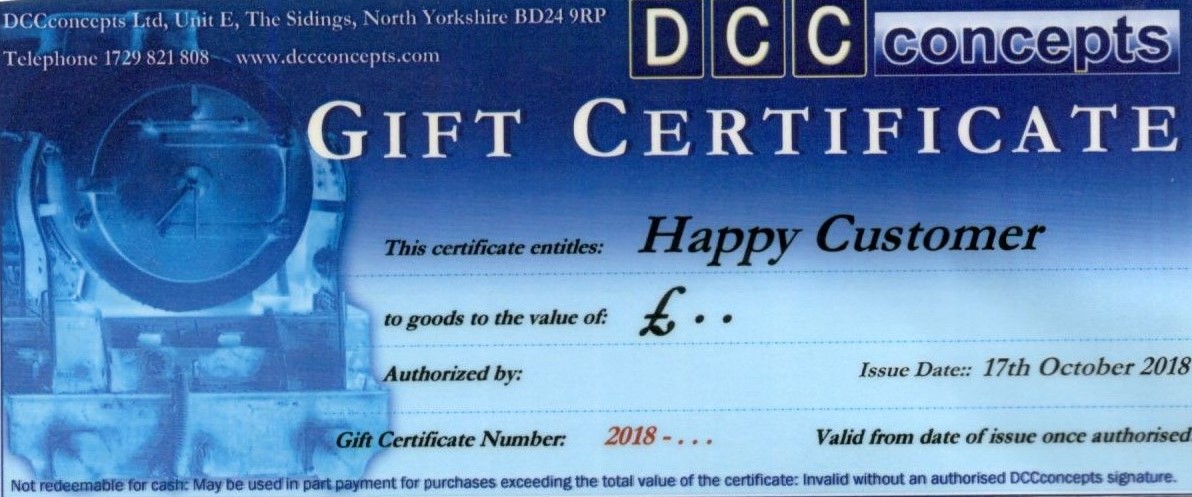 DCCconcepts Ltd, Unit E, The Sidings, North Yorkshire BD24 9RP
Telephone 1729 821 808 www.dccconcepts.com
DCC concepts
GIFT CERTIFICATE
This certificate entitles: Happy Customer
to goods to the value of: £..
Authorized by:
Issue Date:: 17th October 2018
Gift Certificate Number: 2018 - . . .
Valid from date of issue once authorised
Not redeemable for cash: May be used in part payment for purchases exceeding the total value of the certificate: Invalid without an authorised DCCconcepts signature.